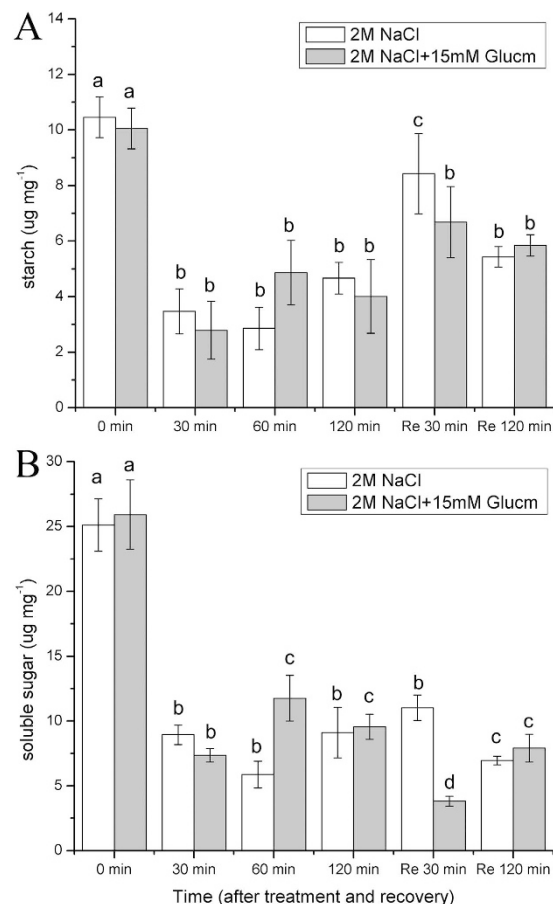 A
2M NaCl
2M NaCl+15mM Glucm
starch (ug mg⁻¹)
14
12
10
8
6
4
2
0
a a
b b
b b
b b
c b
b b
0 min 30 min 60 min 120 min Re 30 min Re 120 min
B
2M NaCl
2M NaCl+15mM Glucm
soluble sugar (ug mg⁻¹)
30
25
20
15
10
5
0
a a
b b
b c
b c
b d
c c
0 min 30 min 60 min 120 min Re 30 min Re 120 min
Time (after treatment and recovery)